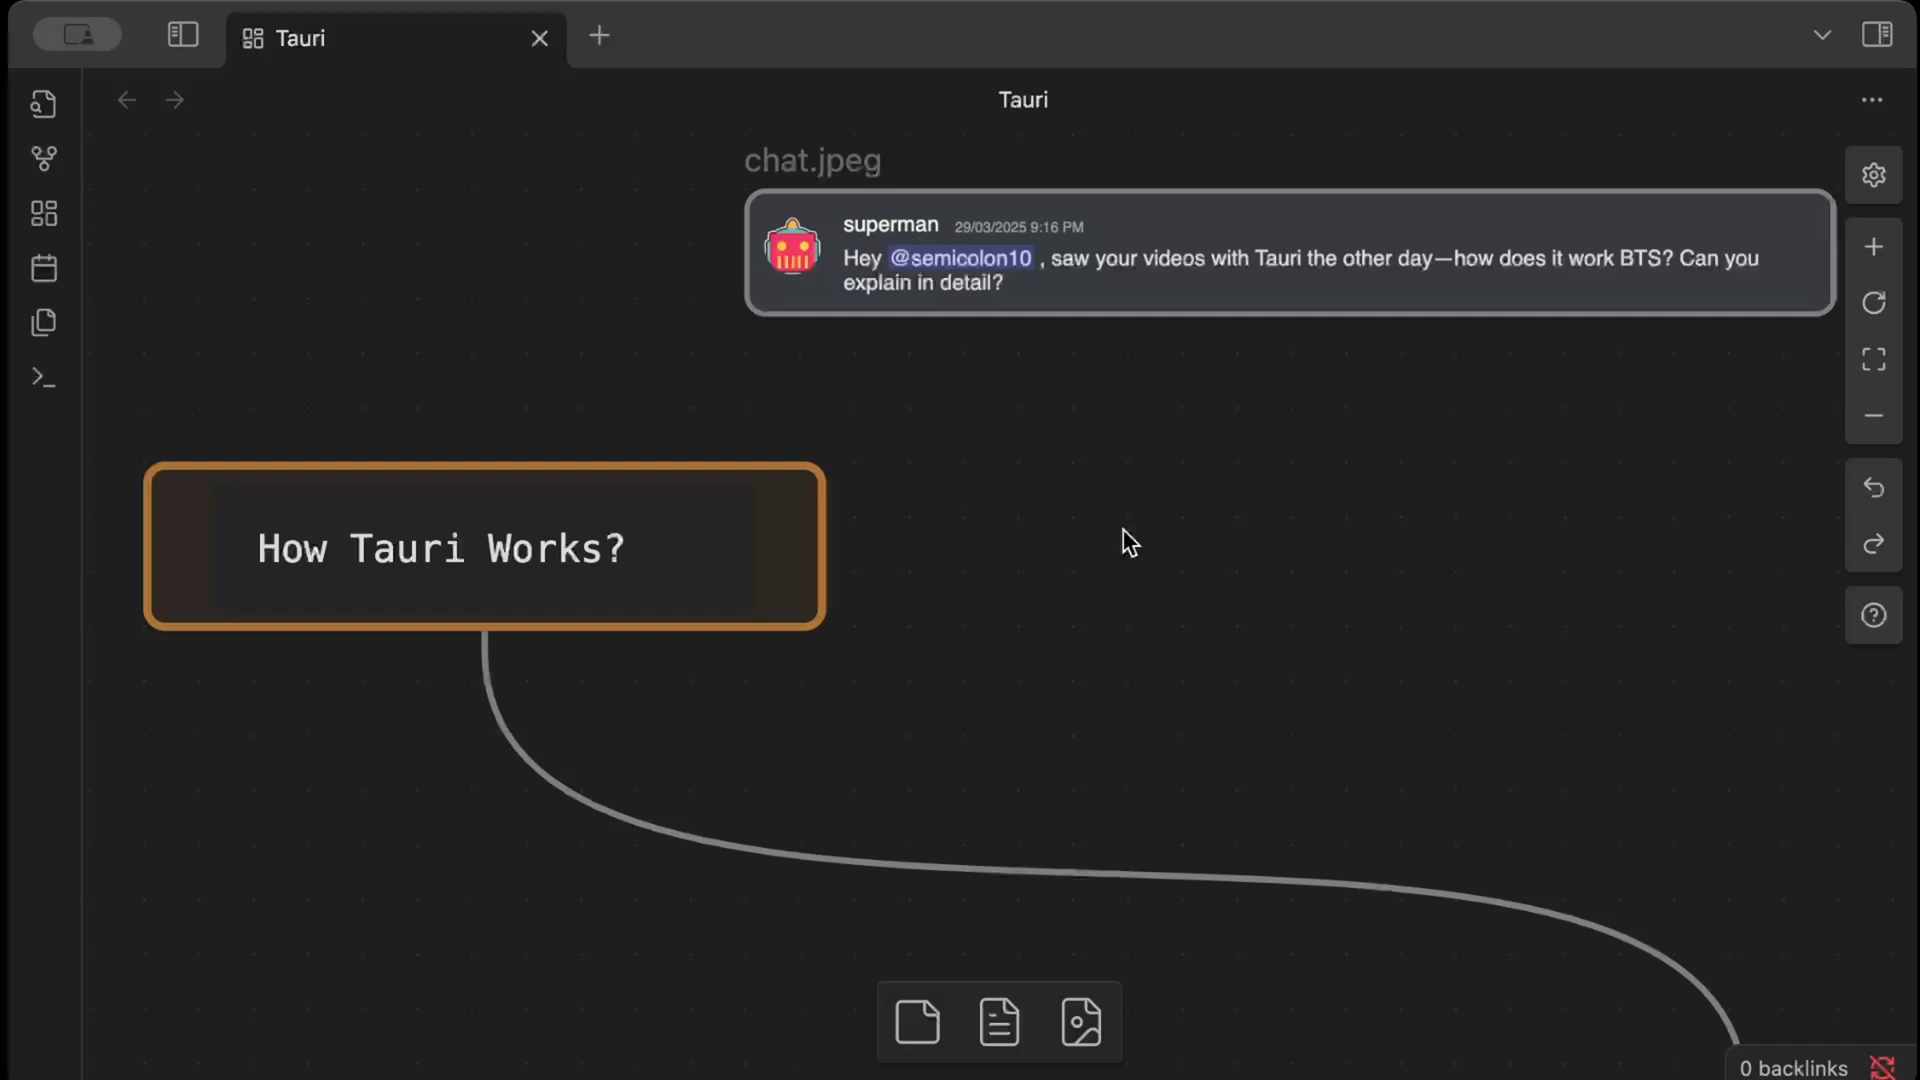 Tauri
Tauri
chat.jpeg
superman 29/03/2025 9:16 PM
Hey @semicolon10 , saw your videos with Tauri the other day—how does it work BTS? Can you
explain in detail?
How Tauri Works?
0 backlinks